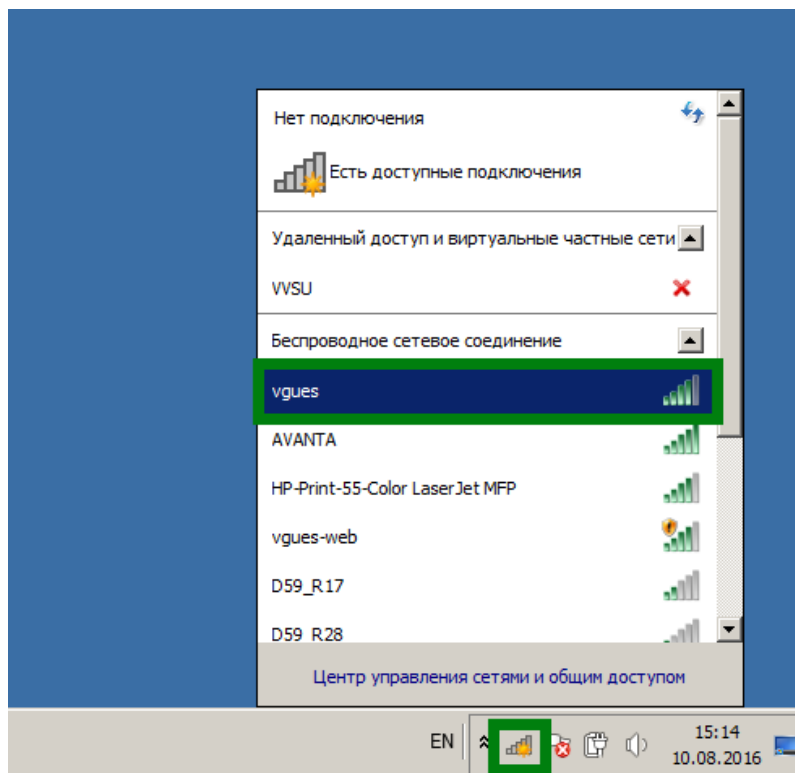 Нет подключения
Есть доступные подключения
Удаленный доступ и виртуальные частные сети
VVSU
Беспроводное сетевое соединение
vgues
AVANTA
HP-Print-55-Color LaserJet MFP
vgues-web
D59_R17
D59_R28
Центр управления сетями и общим доступом
EN
15:14
10.08.2016